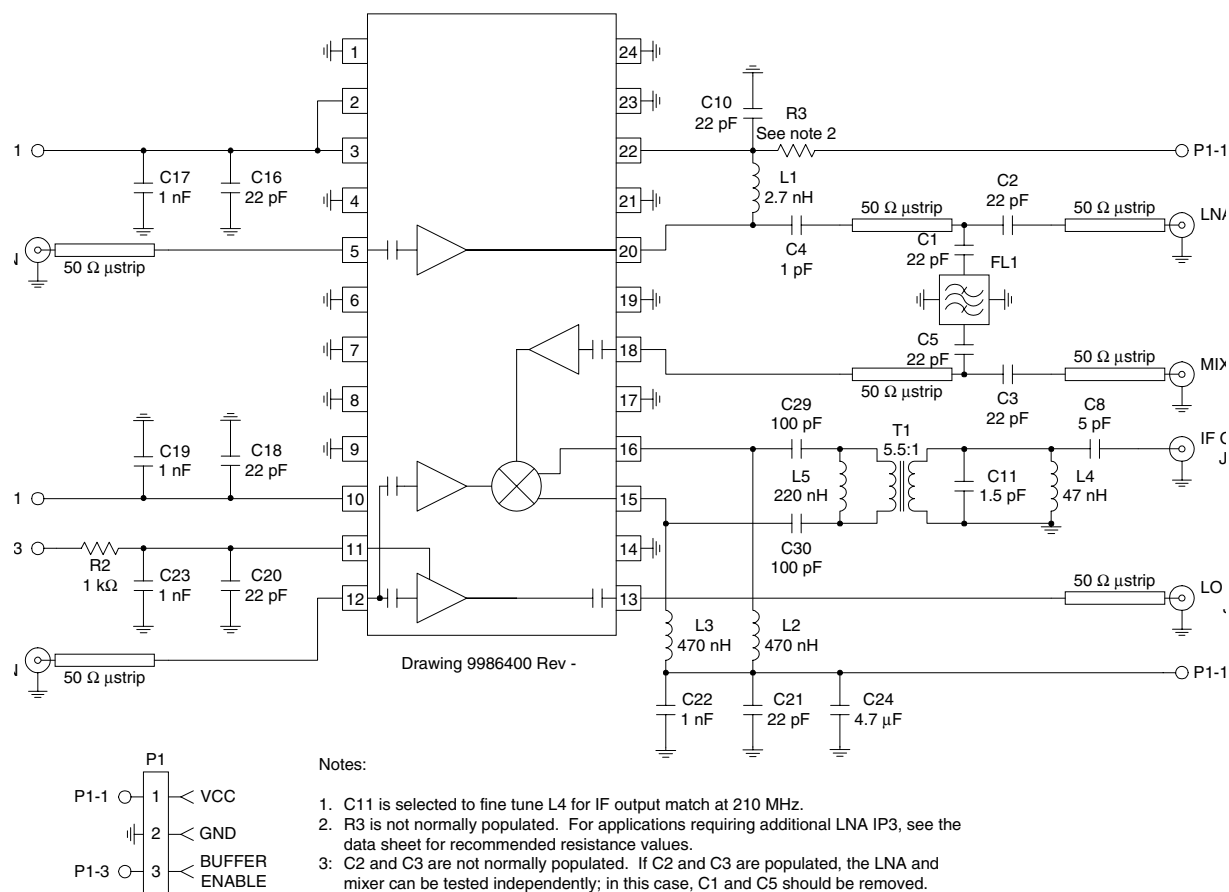 1
24
2
23
C10
22 pF
R3
See note 2
1
3
22
P1-1
C17
1 nF
C16
22 pF
L1
2.7 nH
C2
22 pF
4
21
50 Ω µstrip
50 Ω µstrip
LNA
5
20
50 Ω µstrip
C4
1 pF
C1
22 pF
FL1
6
19
7
18
C5
22 pF
50 Ω µstrip
MIX
50 Ω µstrip
C3
22 pF
8
17
C29
100 pF
T1
5.5:1
C8
5 pF
C19
1 nF
C18
22 pF
9
16
IF
J
L5
220 nH
C11
1.5 pF
L4
47 nH
1
10
15
3
11
14
C30
100 pF
R2
1 kΩ
C23
1 nF
C20
22 pF
12
13
50 Ω µstrip
LO
J
L3
470 nH
L2
470 nH
50 Ω µstrip
Drawing 9986400 Rev -
P1-1
C22
1 nF
C21
22 pF
C24
4.7 µF
P1
P1-1
1
VCC
2
GND
P1-3
3
BUFFER
ENABLE
Notes:
1. C11 is selected to fine tune L4 for IF output match at 210 MHz.
2. R3 is not normally populated. For applications requiring additional LNA IP3, see the
data sheet for recommended resistance values.
3: C2 and C3 are not normally populated. If C2 and C3 are populated, the LNA and
mixer can be tested independently; in this case, C1 and C5 should be removed.